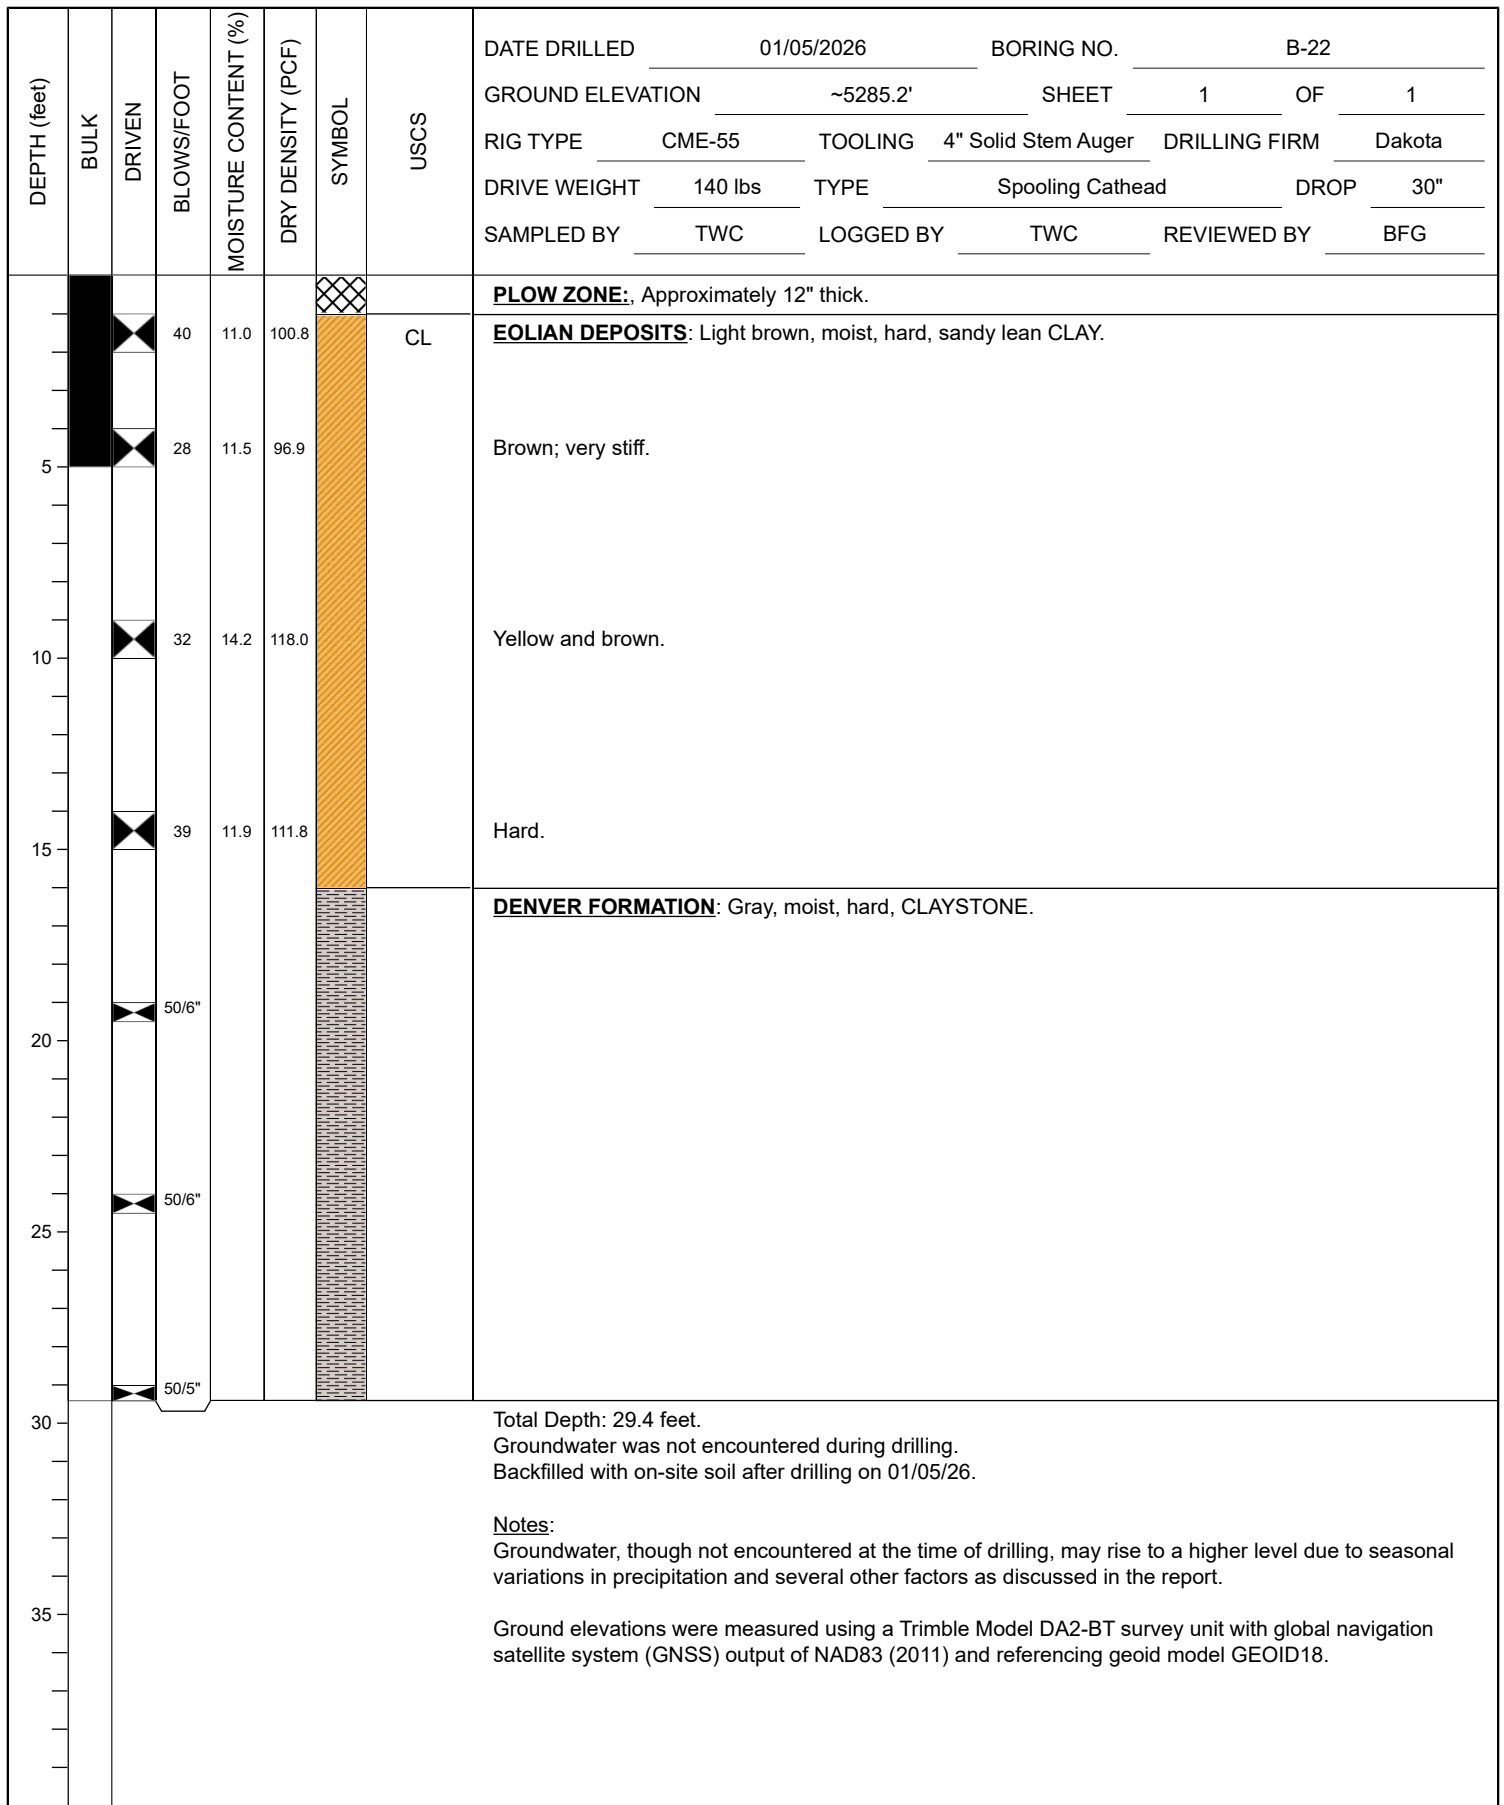 DEPTH (feet)
BULK
DRIVEN
BLOWS/FOOT
MOISTURE CONTENT (%)
DRY DENSITY (PCF)
SYMBOL
USCS
DATE DRILLED 01/05/2026 BORING NO. B-22
GROUND ELEVATION ~5285.2' SHEET 1 OF 1
RIG TYPE CME-55 TOOLING 4" Solid Stem Auger DRILLING FIRM Dakota
DRIVE WEIGHT 140 lbs TYPE Spooling Cathead DROP 30"
SAMPLED BY TWC LOGGED BY TWC REVIEWED BY BFG
PLOW ZONE:, Approximately 12" thick.
40 11.0 100.8 CL EOLIAN DEPOSITS: Light brown, moist, hard, sandy lean CLAY.
28 11.5 96.9 Brown; very stiff.
5
32 14.2 118.0 Yellow and brown.
10
39 11.9 111.8 Hard.
15
DENVER FORMATION: Gray, moist, hard, CLAYSTONE.
50/6"
20
50/6"
25
50/5"
30 Total Depth: 29.4 feet.
Groundwater was not encountered during drilling.
Backfilled with on-site soil after drilling on 01/05/26.
Notes:
Groundwater, though not encountered at the time of drilling, may rise to a higher level due to seasonal
variations in precipitation and several other factors as discussed in the report.
35
Ground elevations were measured using a Trimble Model DA2-BT survey unit with global navigation
satellite system (GNSS) output of NAD83 (2011) and referencing geoid model GEOID18.